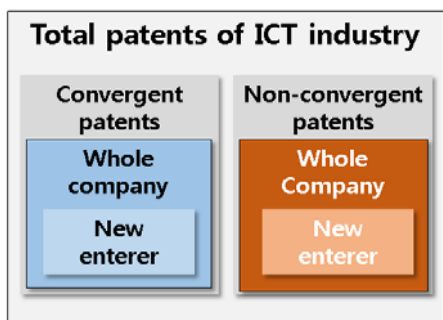 Total patents of ICT industry
Convergent
patents
Whole
company
New
enterer
Non-convergent
patents
Whole
Company
New
enterer